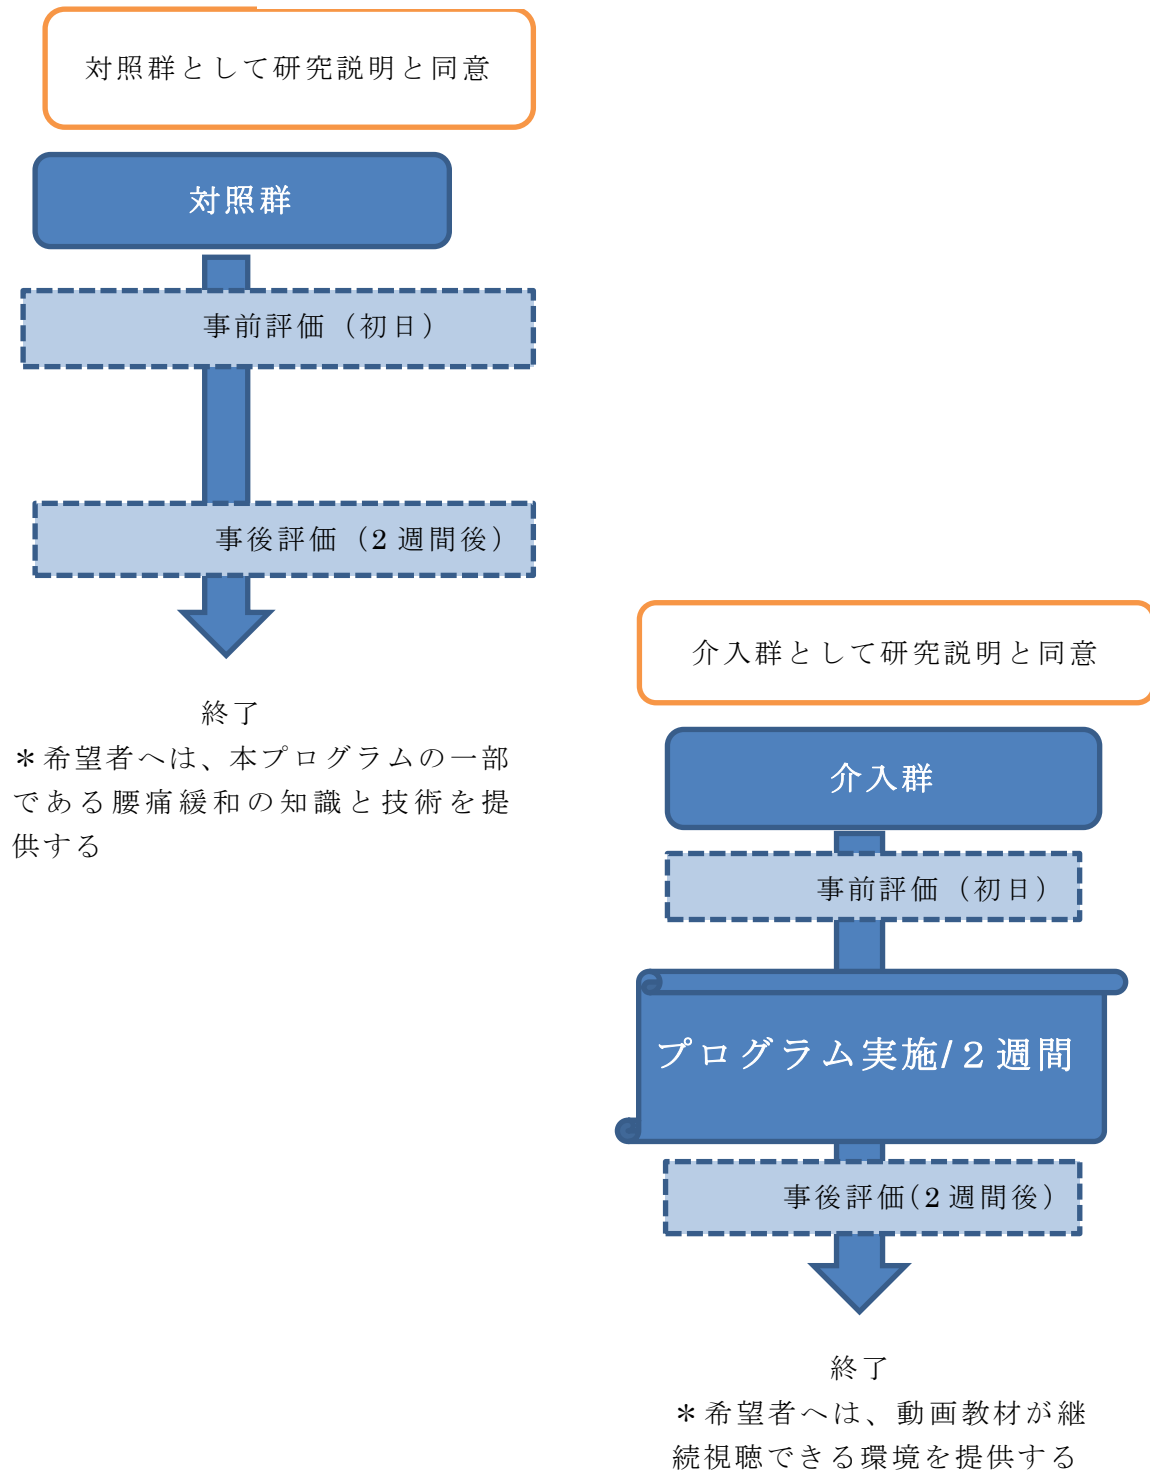 対照群として研究説明と同意
対照群
事前評価（初日）
事後評価（2週間後）
終了
＊希望者へは、本プログラムの一部
である腰痛緩和の知識と技術を提
供する
介入群として研究説明と同意
介入群
事前評価（初日）
プログラム実施/２週間
事後評価(2週間後)
終了
＊希望者へは、動画教材が継
続視聴できる環境を提供する